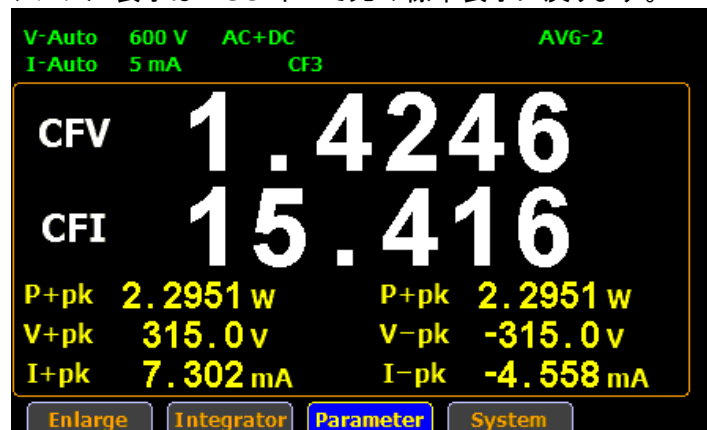 V-Auto 600 V AC+DC AVG-2
I-Auto 5 mA CF3
CFV 1.4246
CFI 15.416
P+pk 2.2951 W P+pk 2.2951 W
V+pk 315.0 V V-pk -315.0 V
I+pk 7.302 mA I-pk -4.558 mA
Enlarge Integrator Parameter System